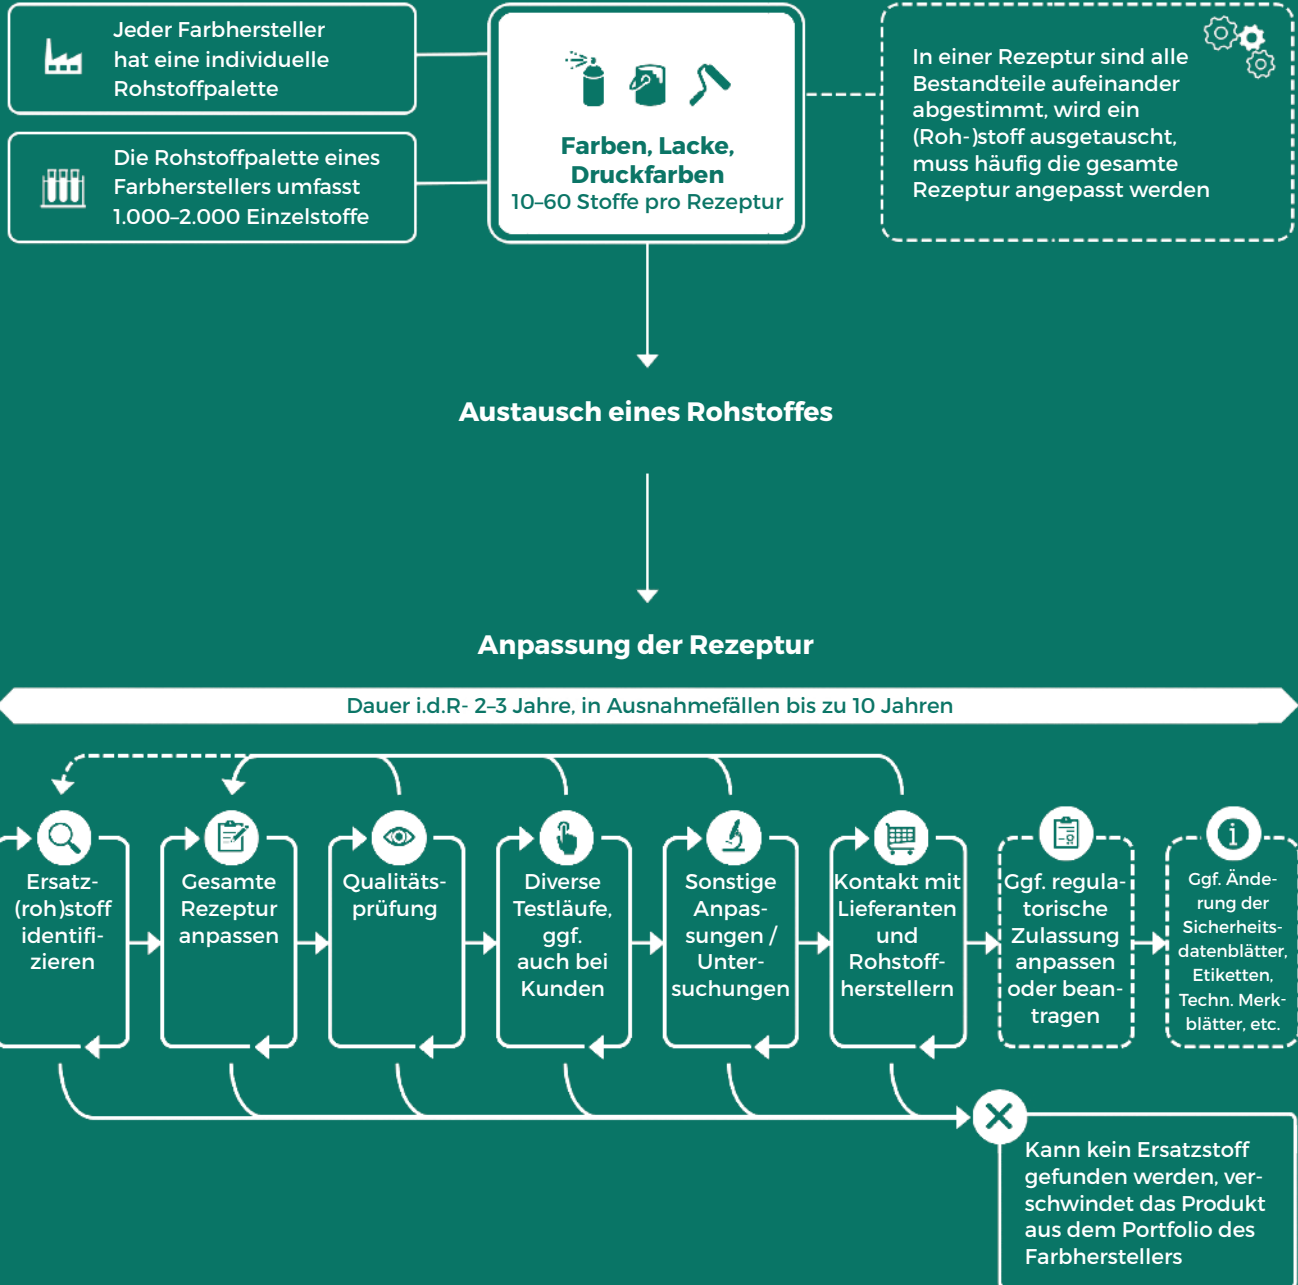 Jeder Farbhersteller
hat eine individuelle
Rohstoffpalette
Die Rohstoffpalette eines
Farbherstellers umfasst
1.000–2.000 Einzelstoffe
Farben, Lacke,
Druckfarben
10–60 Stoffe pro Rezeptur
In einer Rezeptur sind alle
Bestandteile aufeinander
abgestimmt, wird ein
(Roh-)stoff ausgetauscht,
muss häufig die gesamte
Rezeptur angepasst werden
Austausch eines Rohstoffes
Anpassung der Rezeptur
Dauer i.d.R- 2–3 Jahre, in Ausnahmefällen bis zu 10 Jahren
Ersatz-
(roh)stoff
identifi-
zieren
Gesamte
Rezeptur
anpassen
Qualitäts-
prüfung
Diverse
Testläufe,
ggf.
auch bei
Kunden
Sonstige
Anpas-
sungen /
Unter-
suchungen
Kontakt mit
Lieferanten
und
Rohstoff-
herstellern
Ggf. regula-
torische
Zulassung
anpassen
oder bean-
tragen
Ggf. Ände-
rung der
Sicherheits-
datenblätter,
Etiketten,
Techn. Merk-
blätter, etc.
Kann kein Ersatzstoff
gefunden werden, ver-
schwindet das Produkt
aus dem Portfolio des
Farbherstellers